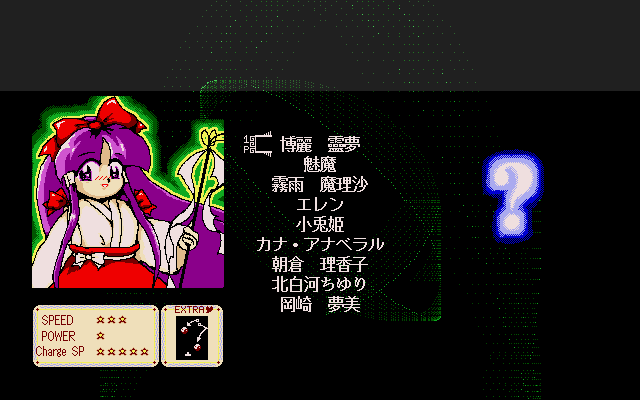 1P
P2
博麗　靈夢
魅魔
霧雨　魔理沙
エレン
小兎姫
カナ・アナベラル
朝倉　理香子
北白河ちゆり
岡崎　夢美
?
SPEED ☆☆☆
POWER ☆
Charge SP ☆☆☆☆☆
EXTRA♥